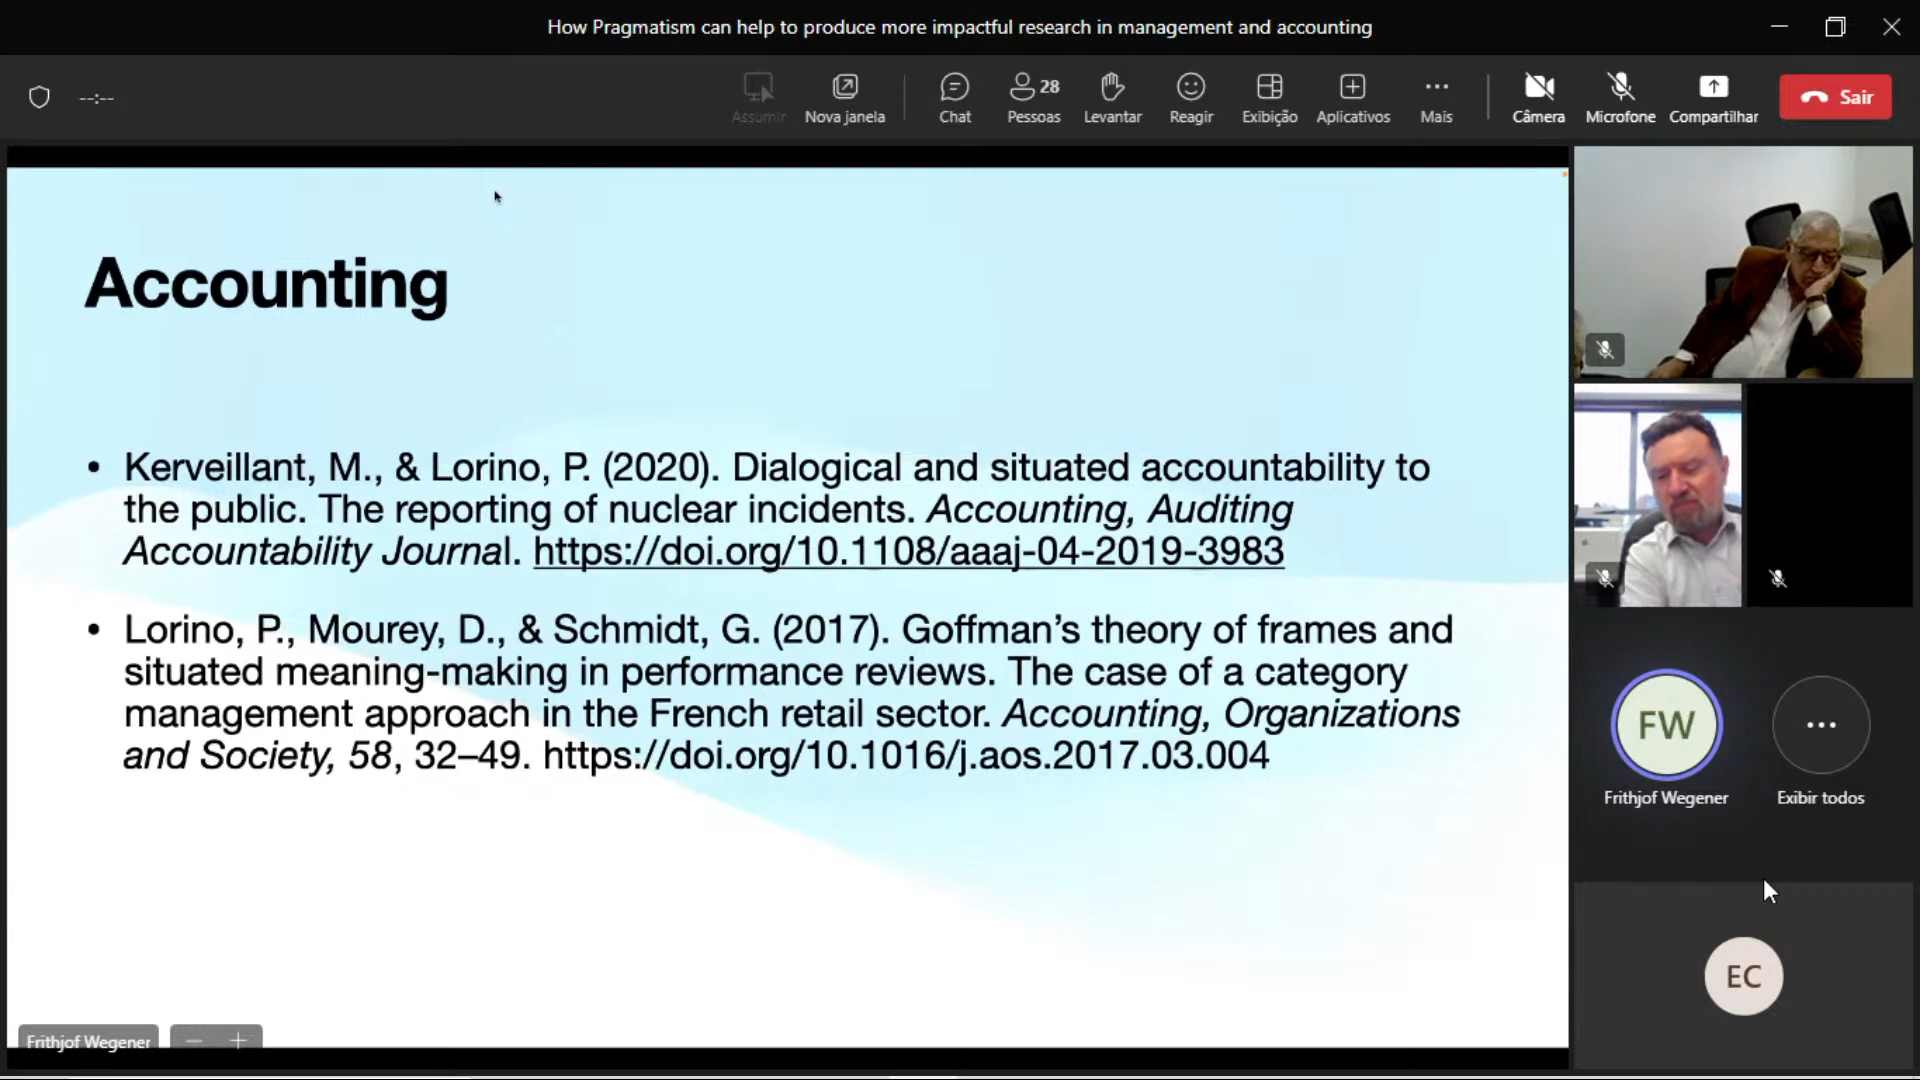 How Pragmatism can help to produce more impactful research in management and accounting
--:--
Assumir
Nova janela
Chat
28
Pessoas
Levantar
Reagir
Exibição
Aplicativos
Mais
Câmera
Microfone
Compartilhar
Sair
Accounting
• Kerveillant, M., & Lorino, P. (2020). Dialogical and situated accountability to
the public. The reporting of nuclear incidents. Accounting, Auditing
Accountability Journal. https://doi.org/10.1108/aaaj-04-2019-3983
• Lorino, P., Mourey, D., & Schmidt, G. (2017). Goffman’s theory of frames and
situated meaning-making in performance reviews. The case of a category
management approach in the French retail sector. Accounting, Organizations
and Society, 58, 32–49. https://doi.org/10.1016/j.aos.2017.03.004
FW
Frithjof Wegener
Exibir todos
EC
Frithjof Wegener